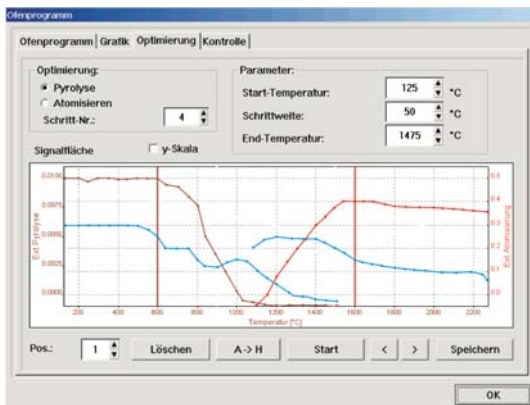 Ofenprogramm
Ofenprogramm Grafik Optimierung Kontrolle
Optimierung:
Pyrolyse
Atomisieren
Schritt-Nr.: 4
Parameter:
Start-Temperatur: 125 °C
Schrittweite: 50 °C
End-Temperatur: 1475 °C
Signalfläche y-Skala
0.0100
0.0075
0.0050
0.0025
0.0000
Ext.Pyrolyse
0.5
0.4
0.3
0.2
0.1
0.0
Ext.Atomisierung
200 400 600 800 1000 1200 1400 1600 1800 2000 2200
Temperatur [°C]
Pos.: 1 Löschen A -> H Start < > Speichern
OK